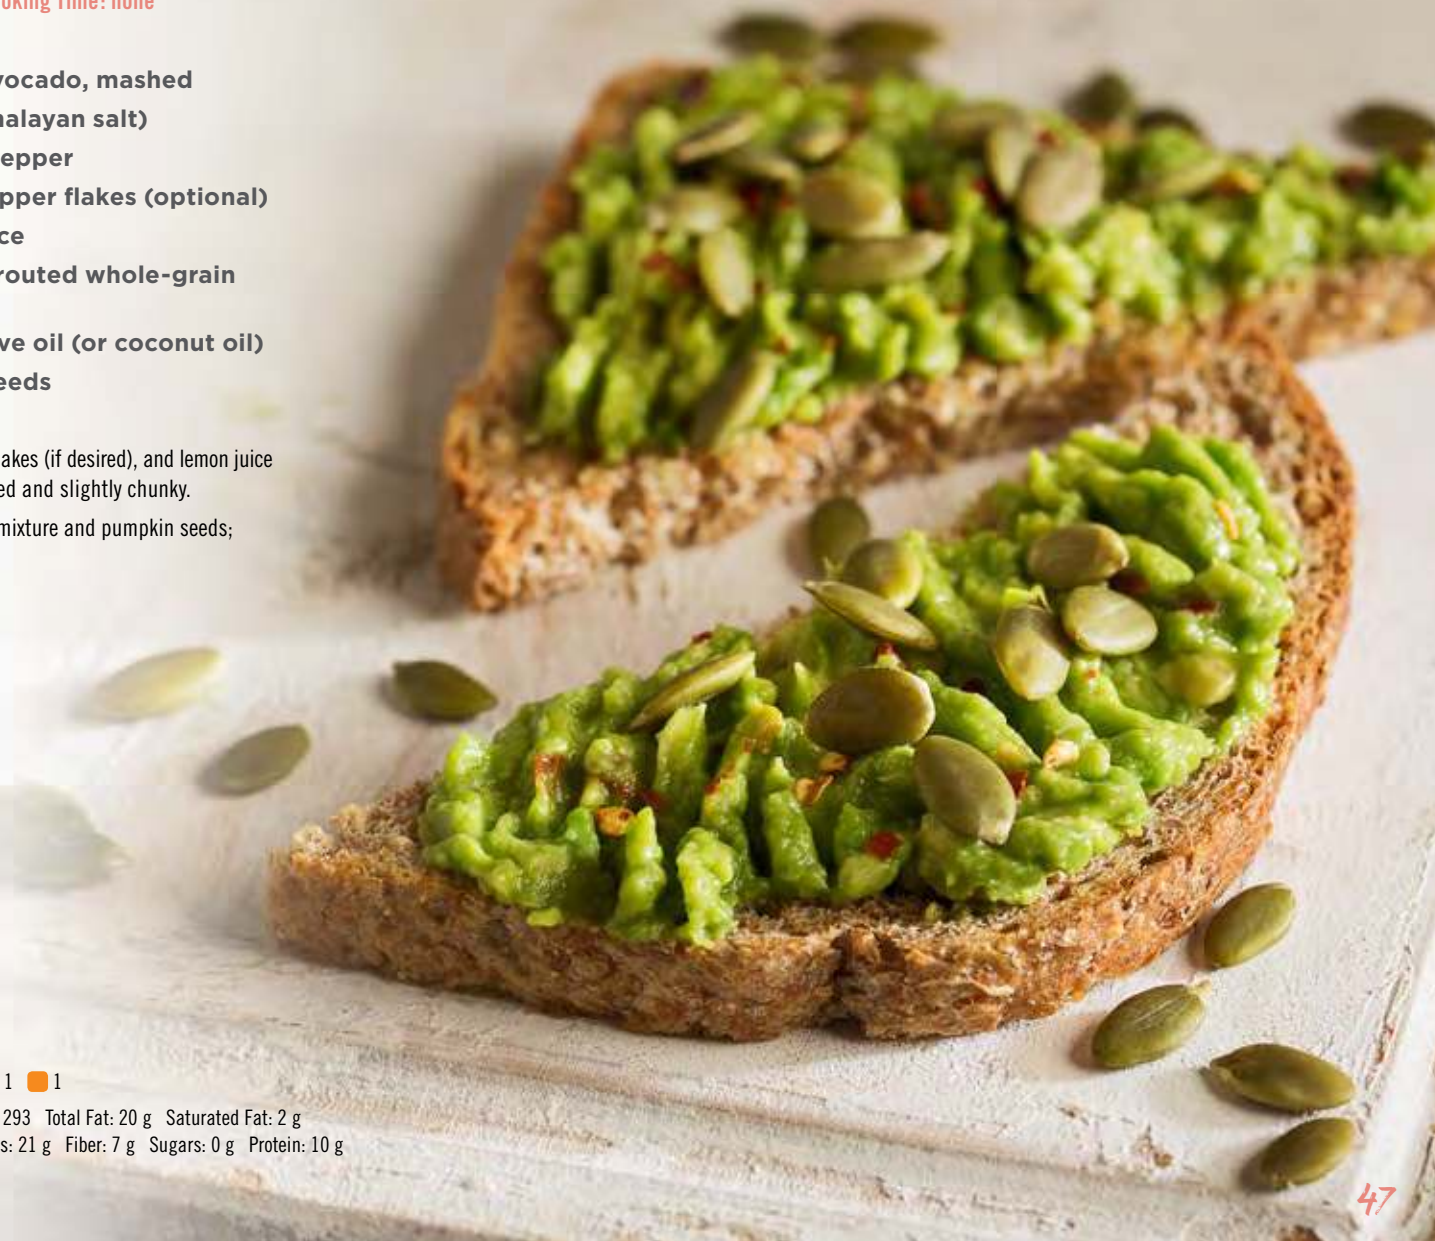 oking Time: none
vocado, mashed
nalayan salt)
epper
pper flakes (optional)
ce
routed whole-grain
ve oil (or coconut oil)
eeds
akes (if desired), and lemon juice
ed and slightly chunky.
mixture and pumpkin seeds;
1 1
293 Total Fat: 20 g Saturated Fat: 2 g
s: 21 g Fiber: 7 g Sugars: 0 g Protein: 10 g
47